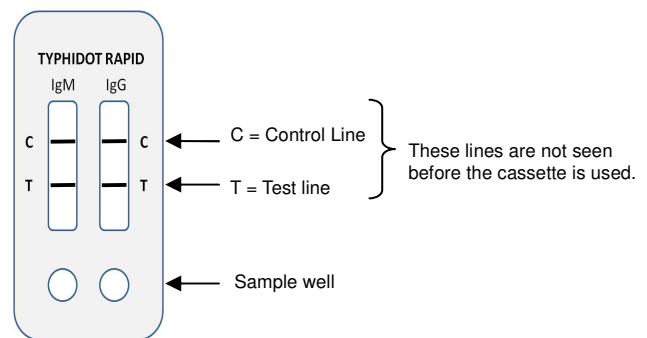 TYPHIDOT RAPID
IgM IgG
C C
C = Control Line
T T
T = Test line
These lines are not seen
before the cassette is used.
Sample well